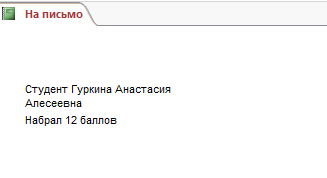 На письмо
Студент Гуркина Анастасия
Алесеевна
Набрал 12 баллов